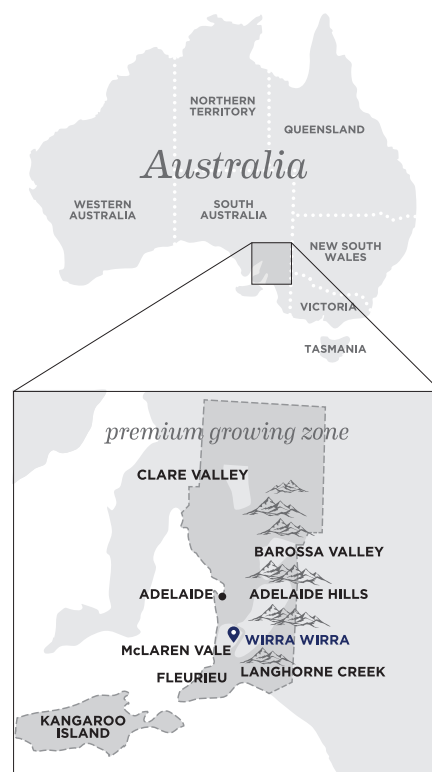 NORTHERN
TERRITORY
QUEENSLAND
Australia
WESTERN
AUSTRALIA
SOUTH
AUSTRALIA
NEW SOUTH
WALES
VICTORIA
TASMANIA
premium growing zone
CLARE VALLEY
BAROSSA VALLEY
ADELAIDE
ADELAIDE HILLS
WIRRA WIRRA
McLAREN VALE
LANGHORNE CREEK
FLEURIEU
KANGAROO
ISLAND